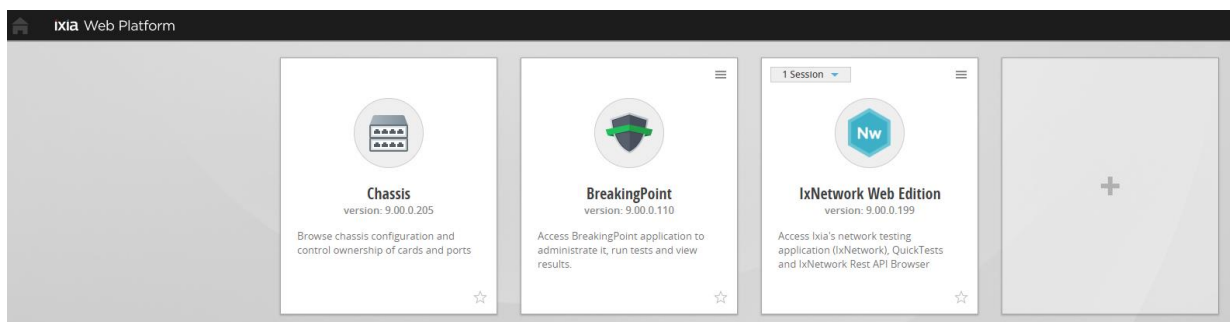 ixia Web Platform
Chassis
version: 9.00.0.205
Browse chassis configuration and
control ownership of cards and ports
BreakingPoint
version: 9.00.0.110
Access BreakingPoint application to
administrate it, run tests and view
results.
1 Session
Nw
IxNetwork Web Edition
version: 9.00.0.199
Access Ixia's network testing
application (IxNetwork), QuickTests
and IxNetwork Rest API Browser
+